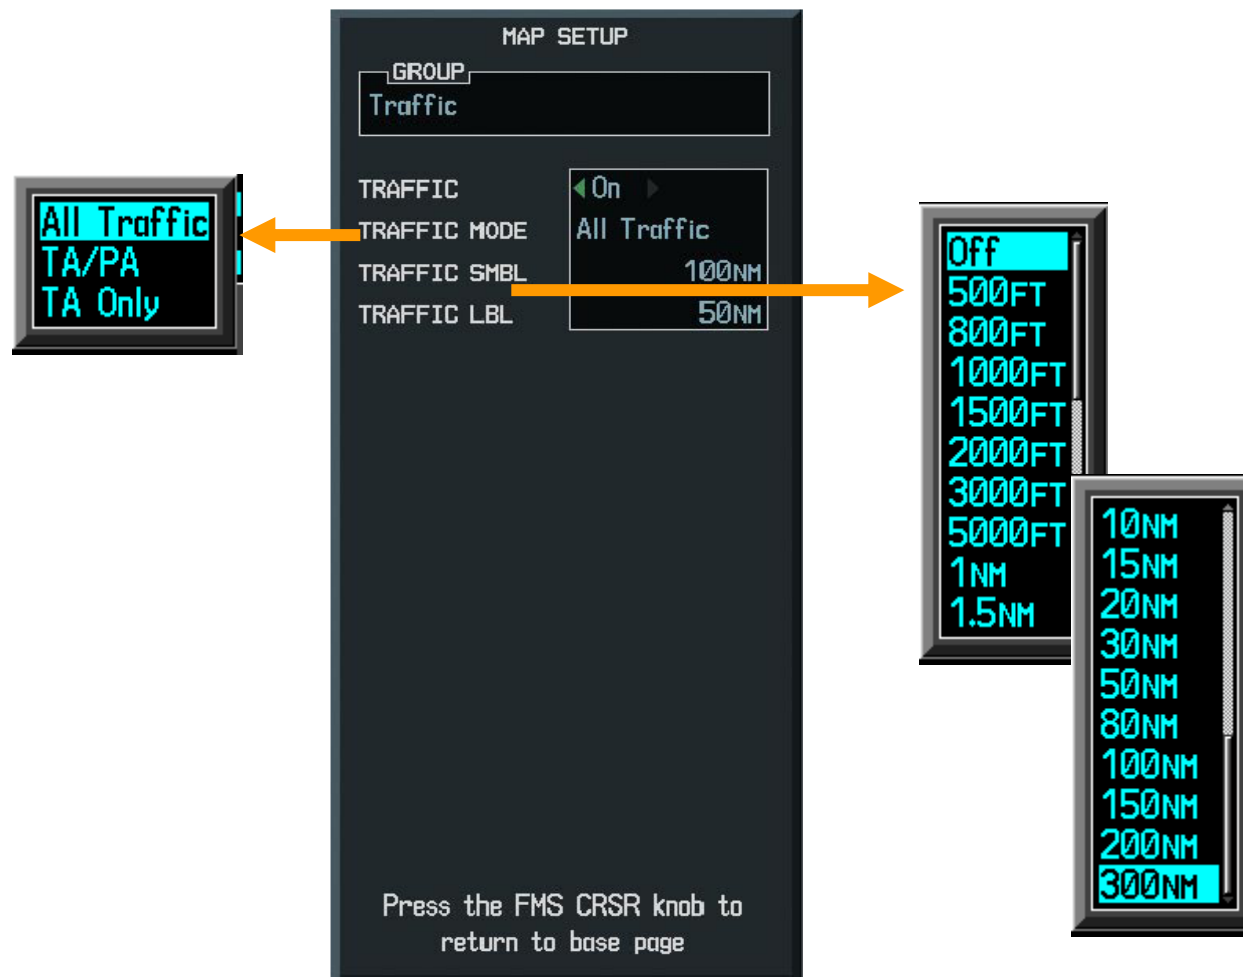 MAP SETUP
GROUP
Traffic
TRAFFIC On
TRAFFIC MODE All Traffic
TRAFFIC SMBL 100NM
TRAFFIC LBL 50NM
Press the FMS CRSR knob to
return to base page
All Traffic
TA/PA
TA Only
Off
500FT
800FT
1000FT
1500FT
2000FT
3000FT
5000FT
1NM
1.5NM
10NM
15NM
20NM
30NM
50NM
80NM
100NM
150NM
200NM
300NM